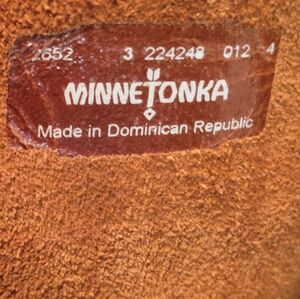 2652 3 224248 012 4
MINNETONKA
Made in Dominican Republic